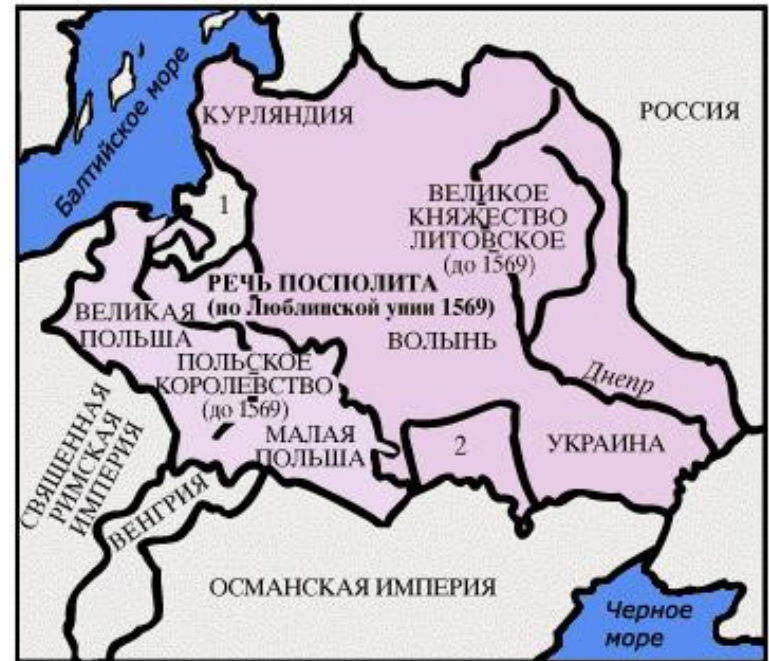 Балтийское море
КУРЛЯНДИЯ
РОССИЯ
1
ВЕЛИКОЕ
КНЯЖЕСТВО
ЛИТОВСКОЕ
(до 1569)
РЕЧЬ ПОСПОЛИТА
(по Люблинской унии 1569)
ВЕЛИКАЯ
ПОЛЬША
ВОЛЫНЬ
ПОЛЬСКОЕ
КОРОЛЕВСТВО
(до 1569)
Днепр
МАЛАЯ
ПОЛЬША
2
УКРАИНА
СВЯЩЕННАЯ
РИМСКАЯ
ИМПЕРИЯ
ВЕНГРИЯ
ОСМАНСКАЯ ИМПЕРИЯ
Черное
море